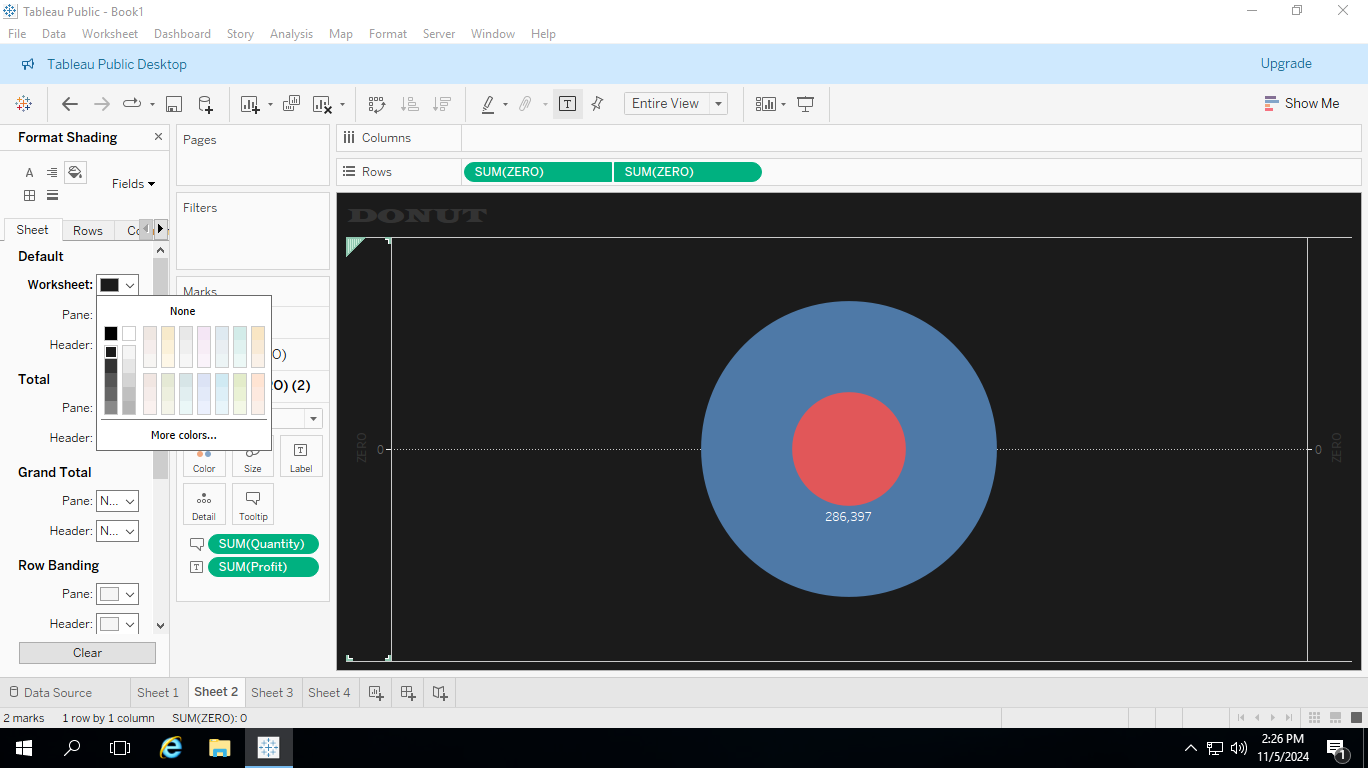 Tableau Public - Book1
File Data Worksheet Dashboard Story Analysis Map Format Server Window Help
Tableau Public Desktop
Upgrade
Entire View
Show Me
Format Shading
Fields
Sheet Rows
Default
Worksheet:
Pane:
Header:
Total
Pane:
Header:
Grand Total
Pane: N...
Header: N...
Row Banding
Pane:
Header:
Clear
None
More colors...
Pages
Filters
Marks
O) (2)
Color Size Label
Detail Tooltip
SUM(Quantity)
SUM(Profit)
Columns
Rows SUM(ZERO) SUM(ZERO)
DONUT
ZERO
0
286,397
0
ZERO
Data Source Sheet 1 Sheet 2 Sheet 3 Sheet 4
2 marks 1 row by 1 column SUM(ZERO): 0
2:26 PM
11/5/2024
1